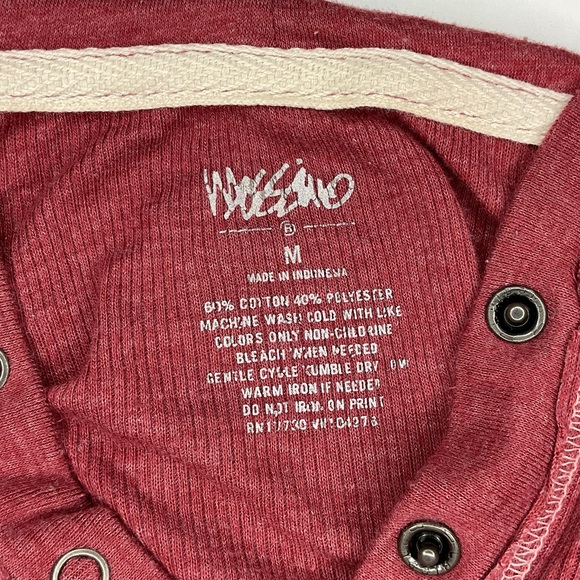 Mossimo
B
M
MADE IN INDONESIA
60% COTTON 40% POLYESTER
MACHINE WASH COLD WITH LIKE
COLORS ONLY NON-CHLORINE
BLEACH WHEN NEEDED
GENTLE CYCLE TUMBLE DRY LOW
WARM IRON IF NEEDED
DO NOT IRON ON PRINT